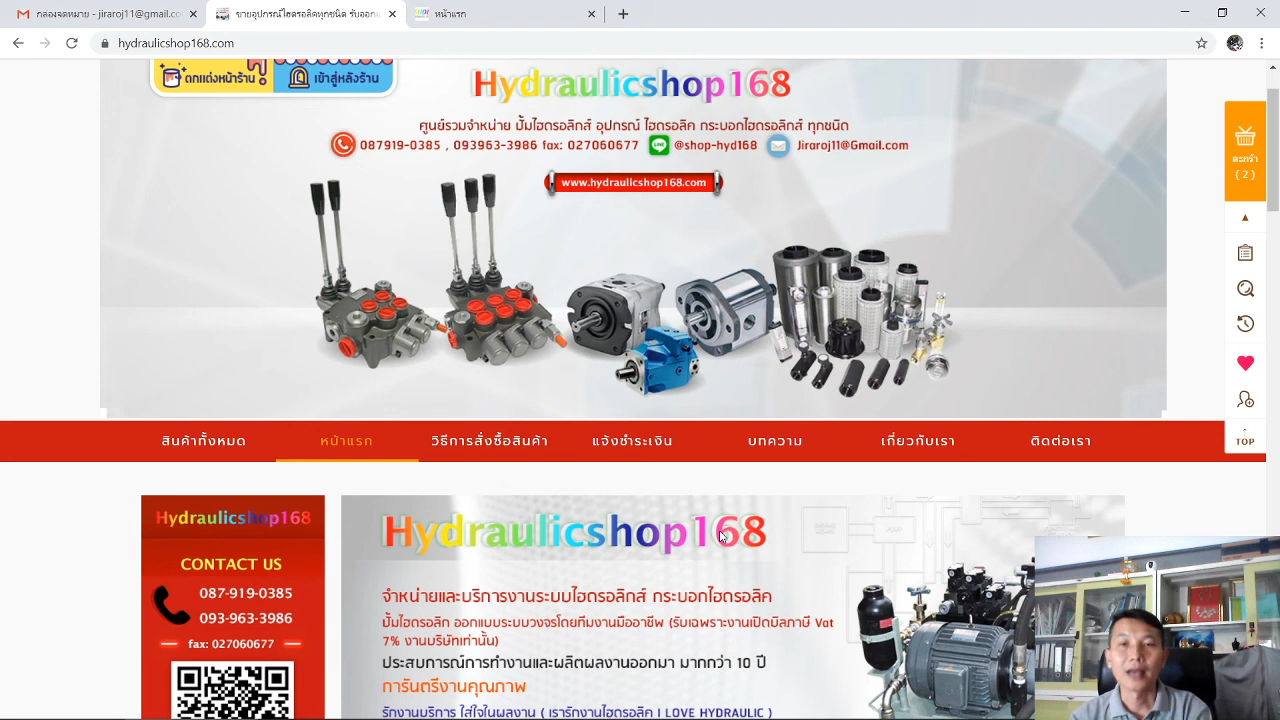 กล่องจดหมาย - jiraroj11@gmail.com
ขายอุปกรณ์ไฮดรอลิกทุกชนิด รับออก
หน้าแรก
hydraulicshop168.com
ตกแต่งหน้าร้าน
เข้าสู่หลังร้าน
Hydraulicshop168
ศูนย์รวมจำหน่าย ปั๊มไฮดรอลิกส์ อุปกรณ์ ไฮดรอลิค กระบอกไฮดรอลิกส์ ทุกชนิด
087919-0385 , 093963-3986 fax: 027060677 @shop-hyd168 Jiraroj11@Gmail.com
www.hydraulicshop168.com
ตะกร้า
( 2 )
TOP
สินค้าทั้งหมด หน้าแรก วิธีการสั่งซื้อสินค้า แจ้งชำระเงิน บทความ เกี่ยวกับเรา ติดต่อเรา
Hydraulicshop168
CONTACT US
087-919-0385
093-963-3986
fax: 027060677
Hydraulicshop168
จำหน่ายและบริการงานระบบไฮดรอลิกส์ กระบอกไฮดรอลิค
ปั๊มไฮดรอลิก ออกแบบระบบวงจรโดยทีมงานมืออาชีพ (รับเฉพาะงานเปิดบิลภาษี Vat
7% งานบริษัทเท่านั้น)
ประสบการณ์การทำงานและผลิตผลงานออกมา มากกว่า 10 ปี
การันตรีงานคุณภาพ
รักงานบริการ ใส่ใจในผลงาน ( เรารักงานไฮดรอลิค I LOVE HYDRAULIC )